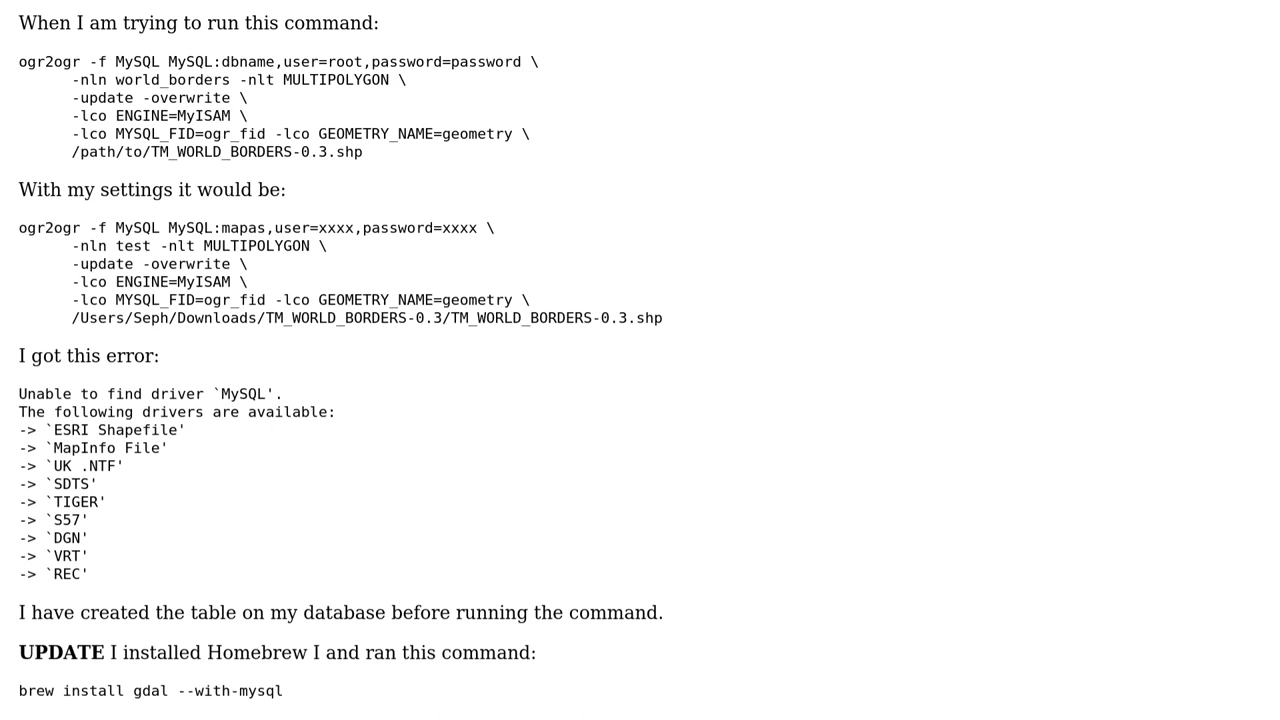 When I am trying to run this command:
ogr2ogr -f MySQL MySQL:dbname,user=root,password=password \
-nln world_borders -nlt MULTIPOLYGON \
-update -overwrite \
-lco ENGINE=MyISAM \
-lco MYSQL_FID=ogr_fid -lco GEOMETRY_NAME=geometry \
/path/to/TM_WORLD_BORDERS-0.3.shp
With my settings it would be:
ogr2ogr -f MySQL MySQL:mapas,user=xxxx,password=xxxx \
-nln test -nlt MULTIPOLYGON \
-update -overwrite \
-lco ENGINE=MyISAM \
-lco MYSQL_FID=ogr_fid -lco GEOMETRY_NAME=geometry \
/Users/Seph/Downloads/TM_WORLD_BORDERS-0.3/TM_WORLD_BORDERS-0.3.shp
I got this error:
Unable to find driver `MySQL'.
The following drivers are available:
-> `ESRI Shapefile'
-> `MapInfo File'
-> `UK .NTF'
-> `SDTS'
-> `TIGER'
-> `S57'
-> `DGN'
-> `VRT'
-> `REC'
I have created the table on my database before running the command.
UPDATE I installed Homebrew I and ran this command:
brew install gdal --with-mysql